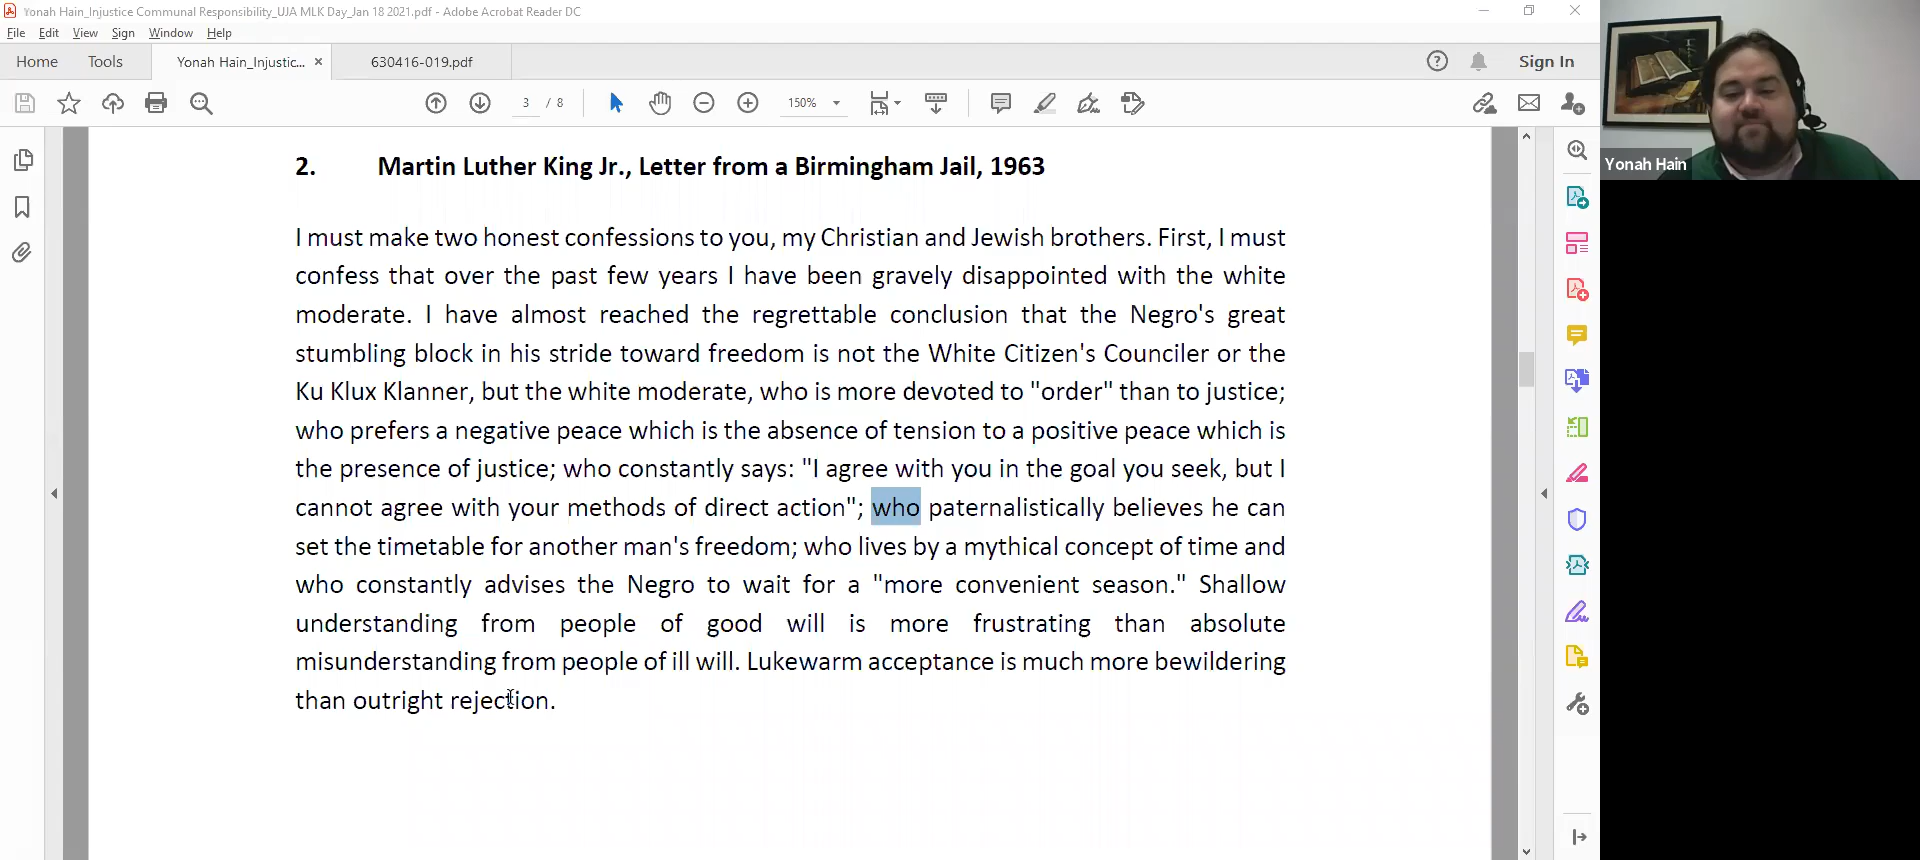 Yonah Hain_Injustice Communal Responsibility_UJA MLK Day_Jan 18 2021.pdf - Adobe Acrobat Reader DC
File Edit View Sign Window Help
Home Tools Yonah Hain_Injustic... × 630416-019.pdf Sign In
3 / 8 150%
Yonah Hain
2. Martin Luther King Jr., Letter from a Birmingham Jail, 1963
I must make two honest confessions to you, my Christian and Jewish brothers. First, I must
confess that over the past few years I have been gravely disappointed with the white
moderate. I have almost reached the regrettable conclusion that the Negro's great
stumbling block in his stride toward freedom is not the White Citizen's Counciler or the
Ku Klux Klanner, but the white moderate, who is more devoted to "order" than to justice;
who prefers a negative peace which is the absence of tension to a positive peace which is
the presence of justice; who constantly says: "I agree with you in the goal you seek, but I
cannot agree with your methods of direct action"; who paternalistically believes he can
set the timetable for another man's freedom; who lives by a mythical concept of time and
who constantly advises the Negro to wait for a "more convenient season." Shallow
understanding from people of good will is more frustrating than absolute
misunderstanding from people of ill will. Lukewarm acceptance is much more bewildering
than outright rejection.